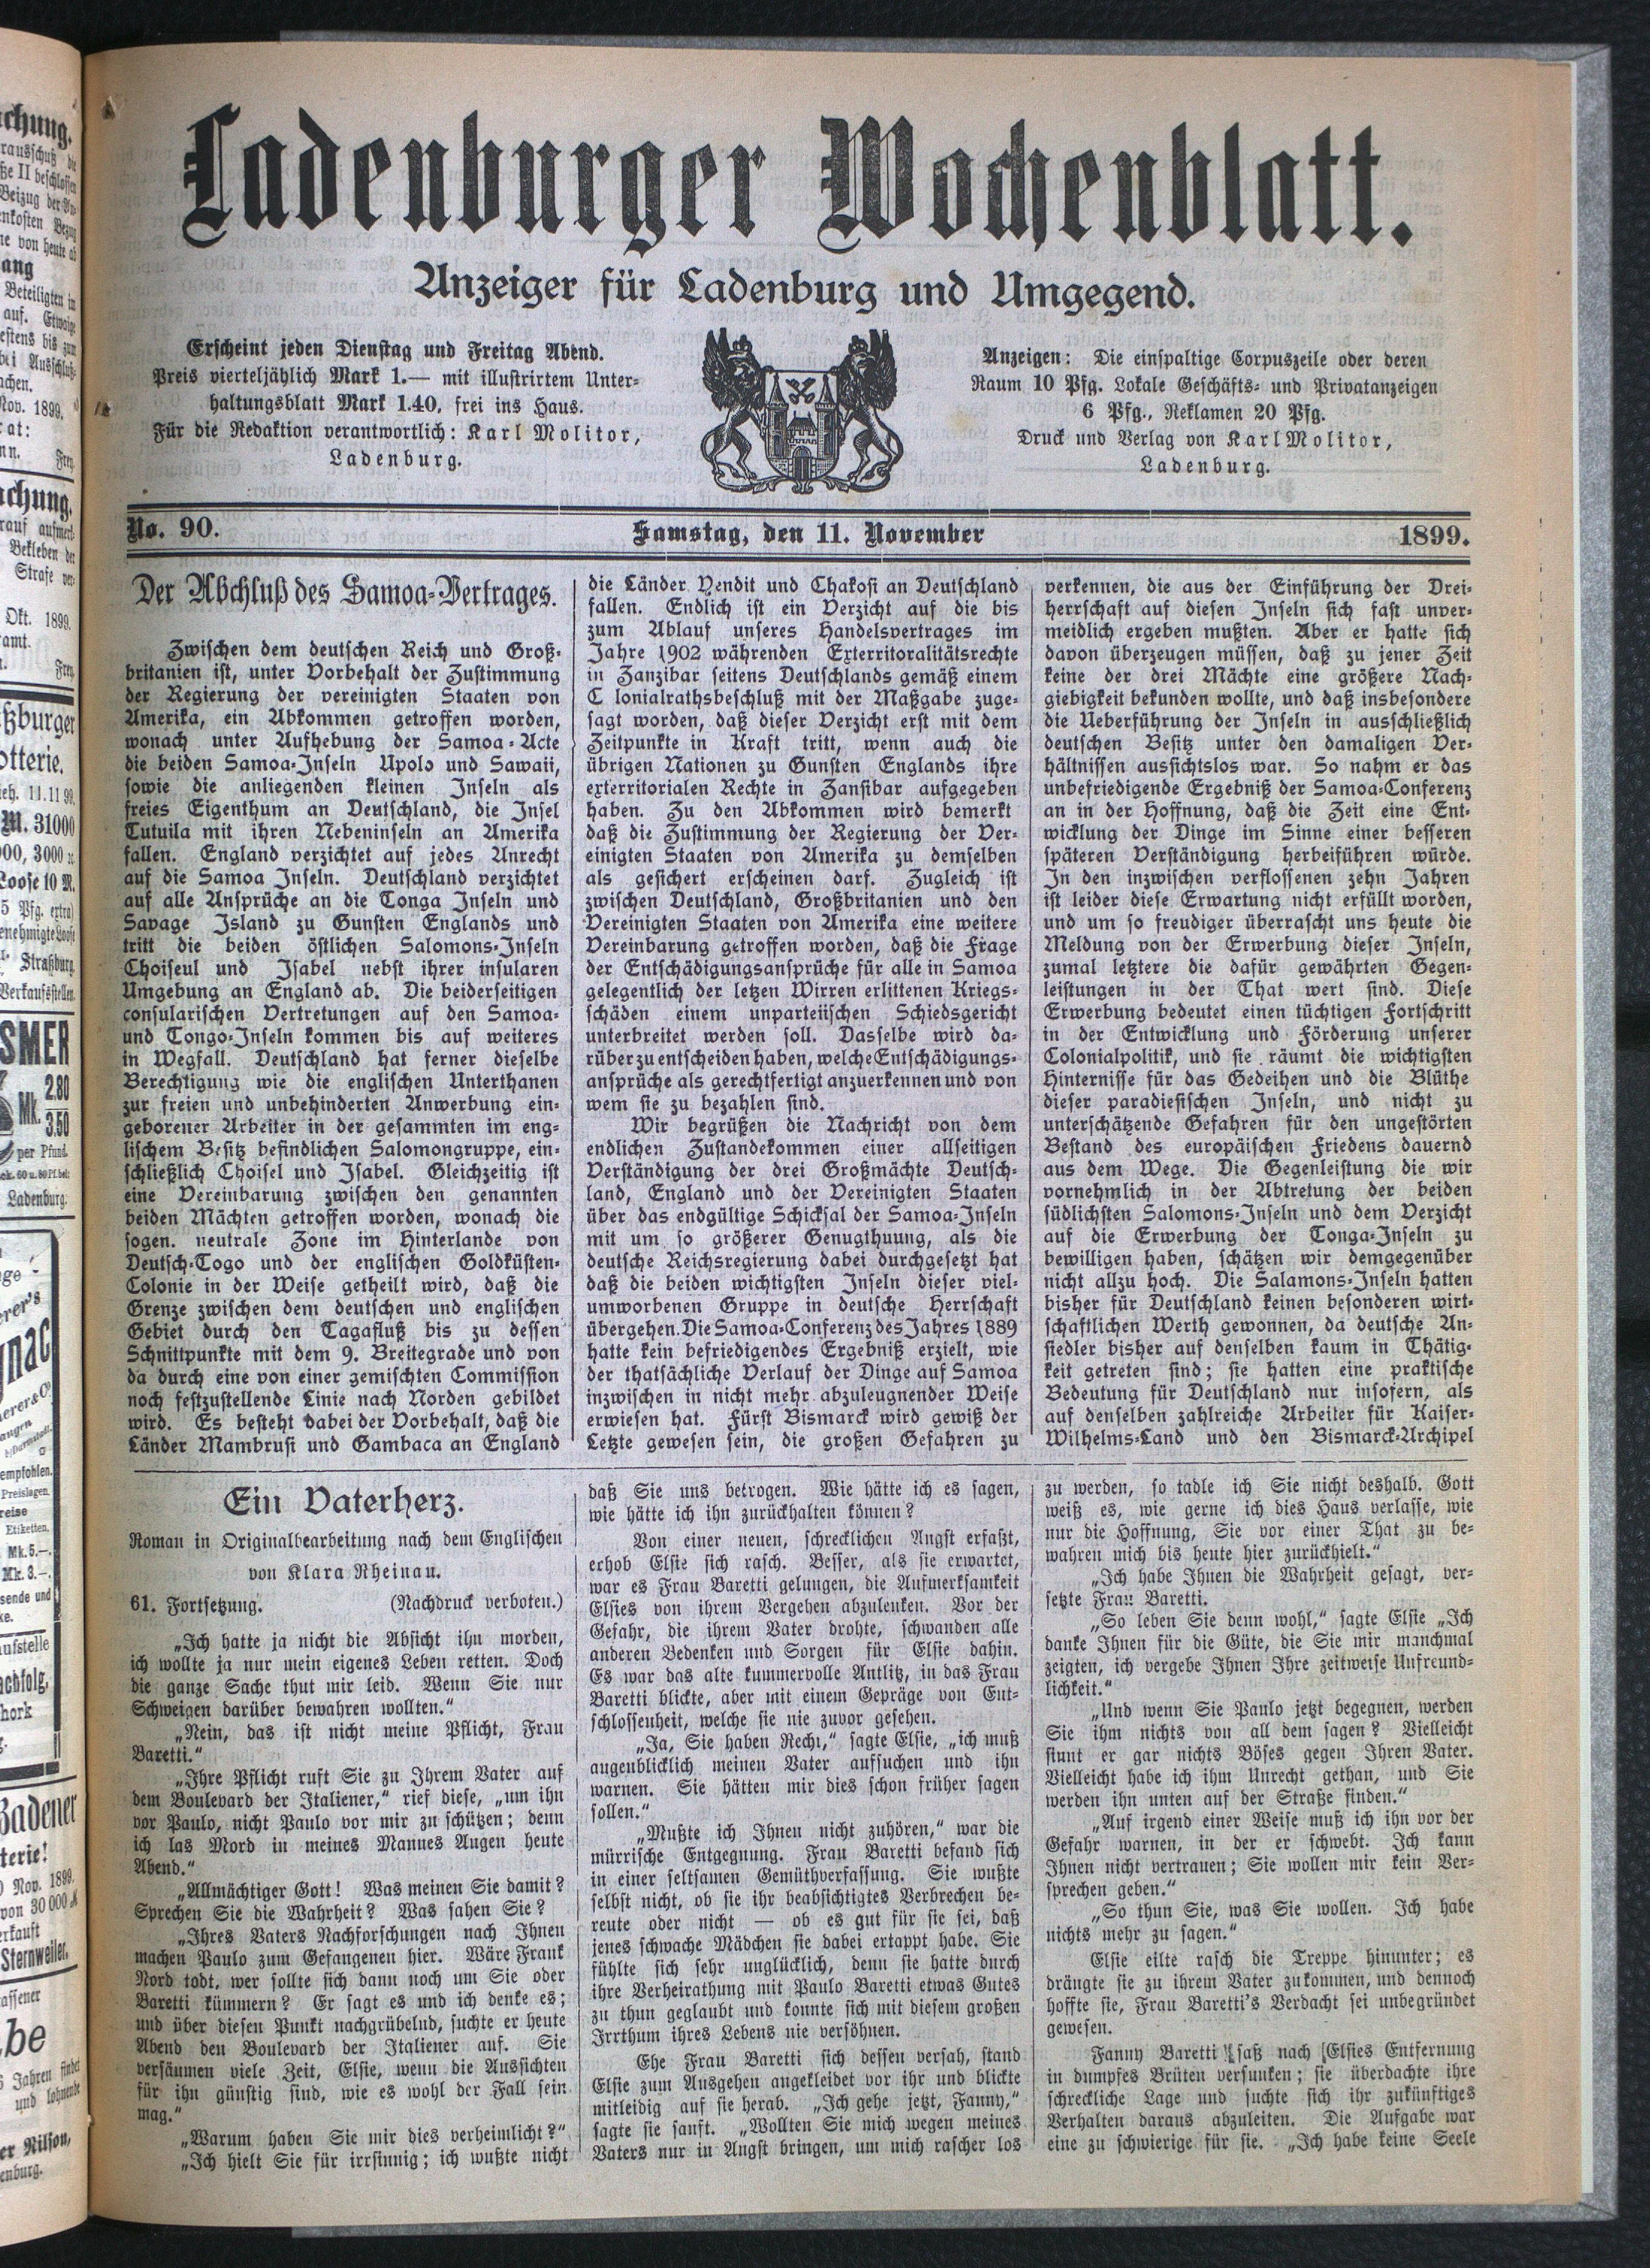 Ladenburger Wochenblatt.
Anzeiger für Ladenburg und Umgegend.
Erscheint jeden Dienstag und Freitag Abend.
Preis vierteljählich Mark 1.— mit illustrirtem Unter-
haltungsblatt Mark 1.40, frei ins Haus.
Für die Redaktion verantwortlich: Karl Molitor,
Ladenburg.
Anzeigen: Die einspaltige Corpuszeile oder deren
Raum 10 Pfg. Lokale Geschäfts- und Privatanzeigen
6 Pfg., Reklamen 20 Pfg.
Druck und Verlag von Karl Molitor,
Ladenburg.
No. 90.
Samstag, den 11. November
1899.
Der Abschluß des Samoa-Vertrages.
Zwischen dem deutschen Reich und Groß-
britanien ist, unter Vorbehalt der Zustimmung
der Regierung der vereinigten Staaten von
Amerika, ein Abkommen getroffen worden,
wonach unter Aufhebung der Samoa-Acte
die beiden Samoa-Inseln Upolo und Sawaii,
sowie die anliegenden kleinen Inseln als
freies Eigenthum an Deutschland, die Insel
Tutuila mit ihren Nebeninseln an Amerika
fallen. England verzichtet auf jedes Anrecht
auf die Samoa Inseln. Deutschland verzichtet
auf alle Ansprüche an die Tonga Inseln und
Savage Island zu Gunsten Englands und
tritt die beiden östlichen Salomons-Inseln
Choiseul und Isabel nebst ihrer insularen
Umgebung an England ab. Die beiderseitigen
consularischen Vertretungen auf den Samoa-
und Tongo-Inseln kommen bis auf weiteres
in Wegfall. Deutschland hat ferner dieselbe
Berechtigung wie die englischen Unterthanen
zur freien und unbehinderten Anwerbung ein-
geborener Arbeiter in der gesammten im eng-
lischem Besitz befindlichen Salomongruppe, ein-
schließlich Choisel und Isabel. Gleichzeitig ist
eine Vereinbarung zwischen den genannten
beiden Mächten getroffen worden, wonach die
sogen. neutrale Zone im Hinterlande von
Deutsch-Togo und der englischen Goldküsten-
Colonie in der Weise getheilt wird, daß die
Grenze zwischen dem deutschen und englischen
Gebiet durch den Tagafluß bis zu dessen
Schnittpunkte mit dem 9. Breitegrade und von
da durch eine von einer gemischten Commission
noch festzustellende Linie nach Norden gebildet
wird. Es besteht dabei der Vorbehalt, daß die
Länder Mambrusi und Gambaca an England
die Länder Yendit und Chakosi an Deutschland
fallen. Endlich ist ein Verzicht auf die bis
zum Ablauf unseres Handelsvertrages im
Jahre 1902 währenden Exterritoralitätsrechte
in Zanzibar seitens Deutschlands gemäß einem
C lonialrathsbeschluß mit der Maßgabe zuge-
sagt worden, daß dieser Verzicht erst mit dem
Zeitpunkte in Kraft tritt, wenn auch die
übrigen Nationen zu Gunsten Englands ihre
exterritorialen Rechte in Zansibar aufgegeben
haben. Zu den Abkommen wird bemerkt
daß die Zustimmung der Regierung der Ver-
einigten Staaten von Amerika zu demselben
als gesichert erscheinen darf. Zugleich ist
zwischen Deutschland, Großbritanien und den
Vereinigten Staaten von Amerika eine weitere
Vereinbarung getroffen worden, daß die Frage
der Entschädigungsansprüche für alle in Samoa
gelegentlich der letzen Wirren erlittenen Kriegs-
schäden einem unparteiischen Schiedsgericht
unterbreitet werden soll. Dasselbe wird da-
rüber zu entscheiden haben, welche Entschädigungs-
ansprüche als gerechtfertigt anzuerkennen und von
wem sie zu bezahlen sind.
Wir begrüßen die Nachricht von dem
endlichen Zustandekommen einer allseitigen
Verständigung der drei Großmächte Deutsch-
land, England und der Vereinigten Staaten
über das endgültige Schicksal der Samoa-Inseln
mit um so größerer Genugthuung, als die
deutsche Reichsregierung dabei durchgesetzt hat
daß die beiden wichtigsten Inseln dieser viel-
umworbenen Gruppe in deutsche Herrschaft
übergehen. Die Samoa-Conferenz des Jahres 1889
hatte kein befriedigendes Ergebniß erzielt, wie
der thatsächliche Verlauf der Dinge auf Samoa
inzwischen in nicht mehr abzuleugnender Weise
erwiesen hat. Fürst Bismarck wird gewiß der
Letzte gewesen sein, die großen Gefahren zu
verkennen, die aus der Einführung der Drei-
herrschaft auf diesen Inseln sich fast unver-
meidlich ergeben mußten. Aber er hatte sich
davon überzeugen müssen, daß zu jener Zeit
keine der drei Mächte eine größere Nach-
giebigkeit bekunden wollte, und daß insbesondere
die Ueberführung der Inseln in ausschließlich
deutschen Besitz unter den damaligen Ver-
hältnissen aussichtslos war. So nahm er das
unbefriedigende Ergebniß der Samoa-Conferenz
an in der Hoffnung, daß die Zeit eine Ent-
wicklung der Dinge im Sinne einer besseren
späteren Verständigung herbeiführen würde.
In den inzwischen verflossenen zehn Jahren
ist leider diese Erwartung nicht erfüllt worden,
und um so freudiger überrascht uns heute die
Meldung von der Erwerbung dieser Inseln,
zumal letztere die dafür gewährten Gegen-
leistungen in der That wert sind. Diese
Erwerbung bedeutet einen tüchtigen Fortschritt
in der Entwicklung und Förderung unserer
Colonialpolitik, und sie räumt die wichtigsten
Hinternisse für das Gedeihen und die Blüthe
dieser paradiesischen Inseln, und nicht zu
unterschätzende Gefahren für den ungestörten
Bestand des europäischen Friedens dauernd
aus dem Wege. Die Gegenleistung die wir
vornehmlich in der Abtretung der beiden
südlichsten Salomons-Inseln und dem Verzicht
auf die Erwerbung der Tonga-Inseln zu
bewilligen haben, schätzen wir demgegenüber
nicht allzu hoch. Die Salamons-Inseln hatten
bisher für Deutschland keinen besonderen wirt-
schaftlichen Werth gewonnen, da deutsche An-
siedler bisher auf denselben kaum in Thätig-
keit getreten sind; sie hatten eine praktische
Bedeutung für Deutschland nur insofern, als
auf denselben zahlreiche Arbeiter für Kaiser-
Wilhelms-Land und den Bismarck-Archipel
Ein Vaterherz.
Roman in Originalbearbeitung nach dem Englischen
von Klara Rheinau.
61. Fortsetzung. (Nachdruck verboten.)
„Ich hatte ja nicht die Absicht ihn morden,
ich wollte ja nur mein eigenes Leben retten. Doch
die ganze Sache thut mir leid. Wenn Sie nur
Schweigen darüber bewahren wollten.“
„Nein, das ist nicht meine Pflicht, Frau
Baretti.“
„Ihre Pflicht ruft Sie zu Ihrem Vater auf
dem Boulevard der Italiener,“ rief diese, „um ihn
vor Paulo, nicht Paulo vor mir zu schützen; denn
ich las Mord in meines Mannes Augen heute
Abend.“
„Allmächtiger Gott! Was meinen Sie damit?
Sprechen Sie die Wahrheit? Was sahen Sie?
„Ihres Vaters Nachforschungen nach Ihnen
machen Paulo zum Gefangenen hier. Wäre Frank
Nord todt, wer sollte sich dann noch um Sie oder
Baretti kümmern? Er sagt es und ich denke es;
und über diesen Punkt nachgrübelnd, suchte er heute
Abend den Boulevard der Italiener auf. Sie
versäumen viele Zeit, Elsie, wenn die Aussichten
für ihn günstig sind, wie es wohl der Fall sein
mag.“
„Warum haben Sie mir dies verheimlicht?“
„Ich hielt Sie für irrsinnig; ich wußte nicht
daß Sie uns betrogen. Wie hätte ich es sagen,
wie hätte ich ihn zurückhalten können?
Von einer neuen, schrecklichen Angst erfaßt,
erhob Elsie sich rasch. Besser, als sie erwartet,
war es Frau Baretti gelungen, die Aufmerksamkeit
Elsies von ihrem Vergehen abzulenken. Vor der
Gefahr, die ihrem Vater drohte, schwanden alle
anderen Bedenken und Sorgen für Elsie dahin.
Es war das alte kummervolle Antlitz, in das Frau
Baretti blickte, aber mit einem Gepräge von Ent-
schlossenheit, welche sie nie zuvor gesehen.
„Ja, Sie haben Recht,“ sagte Elsie, „ich muß
augenblicklich meinen Vater aufsuchen und ihn
warnen. Sie hätten mir dies schon früher sagen
sollen.“
„Mußte ich Ihnen nicht zuhören,“ war die
mürrische Entgegnung. Frau Baretti befand sich
in einer seltsamen Gemüthverfassung. Sie wußte
selbst nicht, ob sie ihr beabsichtigtes Verbrechen be-
reute oder nicht — ob es gut für sie sei, daß
jenes schwache Mädchen sie dabei ertappt habe. Sie
fühlte sich sehr unglücklich, denn sie hatte durch
ihre Verheirathung mit Paulo Baretti etwas Gutes
zu thun geglaubt und konnte sich mit diesem großen
Irrthum ihres Lebens nie versöhnen.
Ehe Frau Baretti sich dessen versah, stand
Elsie zum Ausgehen angekleidet vor ihr und blickte
mitleidig auf sie herab. „Ich gehe jetzt, Fanny,“
sagte sie sanft. „Wollten Sie mich wegen meines
Vaters nur in Angst bringen, um mich rascher los
zu werden, so tadle ich Sie nicht deshalb. Gott
weiß es, wie gerne ich dies Haus verlasse, wie
nur die Hoffnung, Sie vor einer That zu be-
wahren mich bis heute hier zurückhielt.“
„Ich habe Ihnen die Wahrheit gesagt, ver-
setzte Frau Baretti.
„So leben Sie denn wohl,“ sagte Elsie „Ich
danke Ihnen für die Güte, die Sie mir manchmal
zeigten, ich vergebe Ihnen Ihre zeitweise Unfreund-
lichkeit.“
„Und wenn Sie Paulo jetzt begegnen, werden
Sie ihm nichts von all dem sagen? Vielleicht
sinnt er gar nichts Böses gegen Ihren Vater.
Vielleicht habe ich ihm Unrecht gethan, und Sie
werden ihn unten auf der Straße finden.“
„Auf irgend einer Weise muß ich ihn vor der
Gefahr warnen, in der er schwebt. Ich kann
Ihnen nicht vertrauen; Sie wollen mir kein Ver-
sprechen geben.“
„So thun Sie, was Sie wollen. Ich habe
nichts mehr zu sagen.“
Elsie eilte rasch die Treppe hinunter; es
drängte sie zu ihrem Vater zu kommen, und dennoch
hoffte sie, Frau Baretti's Verdacht sei unbegründet
gewesen.
Fanny Baretti saß nach Elsies Entfernung
in dumpfes Brüten versunken; sie überdachte ihre
schreckliche Lage und suchte sich ihr zukünftiges
Verhalten daraus abzuleiten. Die Aufgabe war
eine zu schwierige für sie. „Ich habe keine Seele